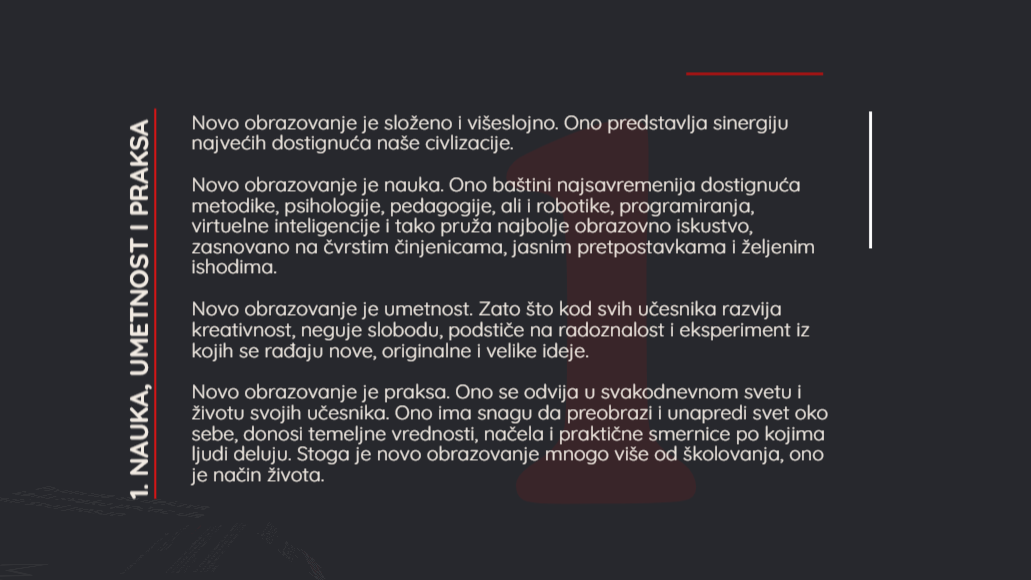 1. NAUKA, UMETNOST I PRAKSA
Novo obrazovanje je složeno i višeslojno. Ono predstavlja sinergiju
najvećih dostignuća naše civlizacije.
Novo obrazovanje je nauka. Ono baštini najsavremenija dostignuća
metodike, psihologije, pedagogije, ali i robotike, programiranja,
virtuelne inteligencije i tako pruža najbolje obrazovno iskustvo,
zasnovano na čvrstim činjenicama, jasnim pretpostavkama i željenim
ishodima.
Novo obrazovanje je umetnost. Zato što kod svih učesnika razvija
kreativnost, neguje slobodu, podstiče na radoznalost i eksperiment iz
kojih se rađaju nove, originalne i velike ideje.
Novo obrazovanje je praksa. Ono se odvija u svakodnevnom svetu i
životu svojih učesnika. Ono ima snagu da preobrazi i unapredi svet oko
sebe, donosi temeljne vrednosti, načela i praktične smernice po kojima
ljudi deluju. Stoga je novo obrazovanje mnogo više od školovanja, ono
je način života.
1